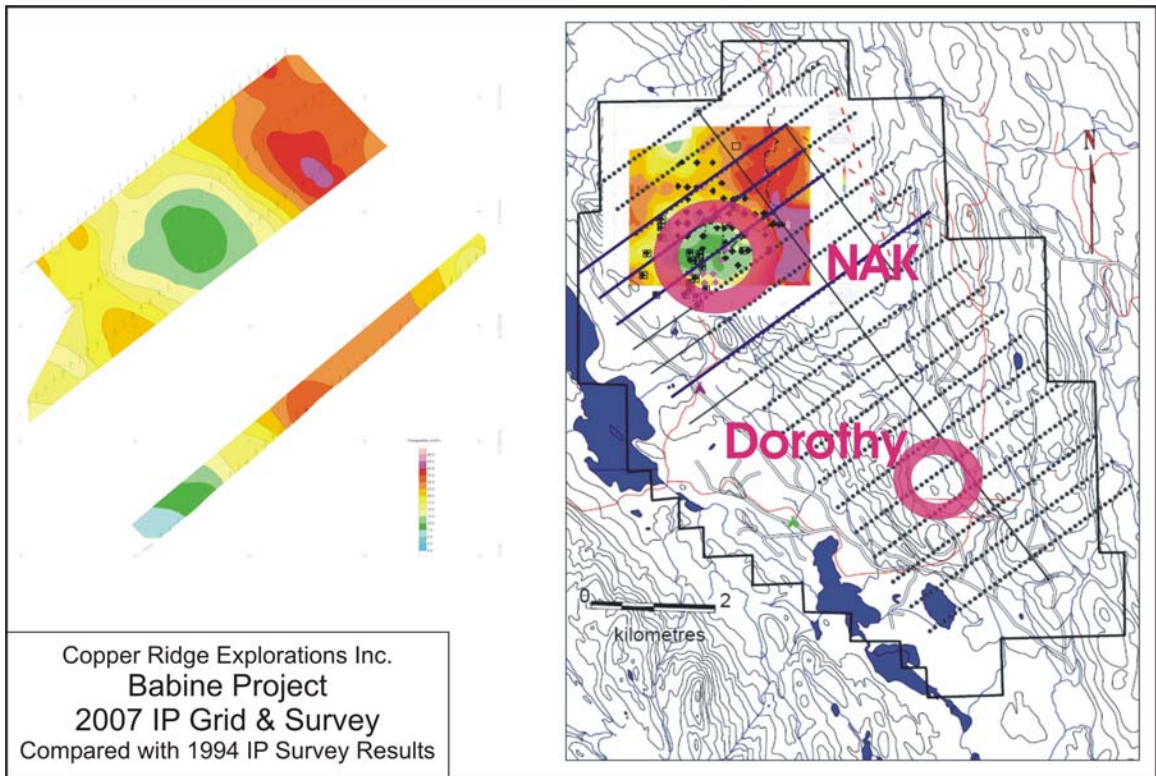 N
NAK
Dorothy
0 2
kilometres
Copper Ridge Explorations Inc.
Babine Project
2007 IP Grid & Survey
Compared with 1994 IP Survey Results